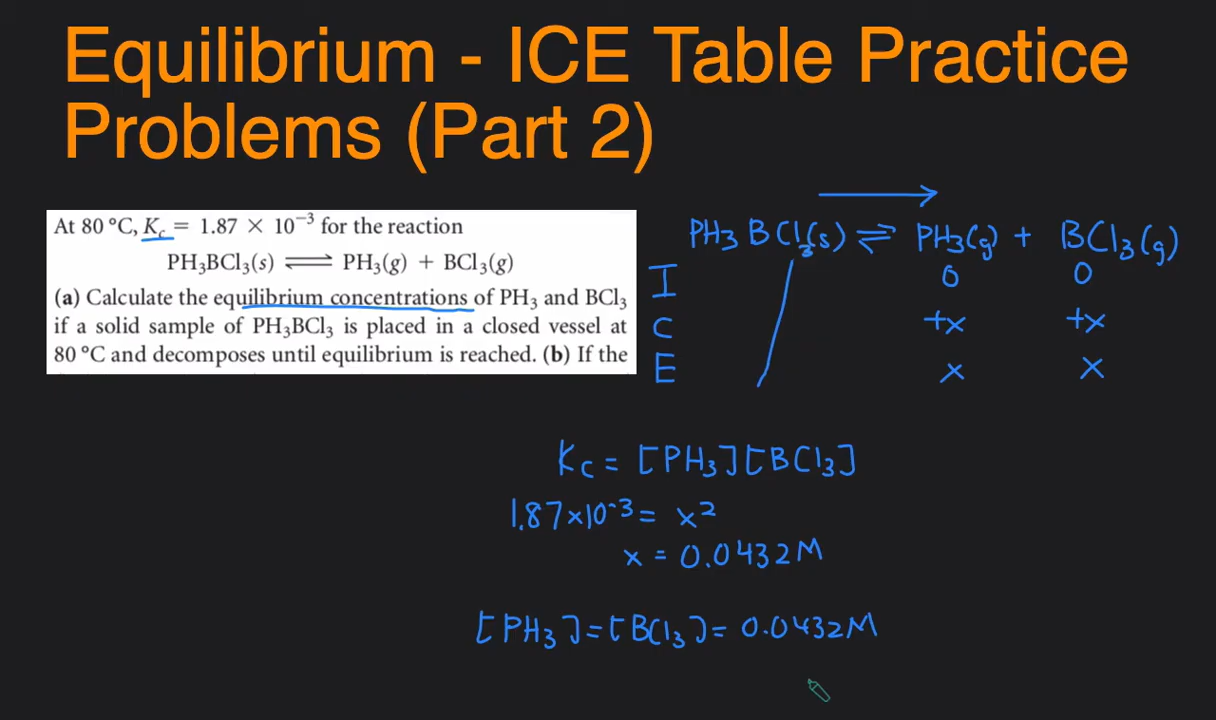 Equilibrium - ICE Table Practice
Problems (Part 2)
At 80 °C, Kc = 1.87 × 10⁻³ for the reaction
PH₃BCl₃(s) ⇌ PH₃(g) + BCl₃(g)
(a) Calculate the equilibrium concentrations of PH₃ and BCl₃
if a solid sample of PH₃BCl₃ is placed in a closed vessel at
80 °C and decomposes until equilibrium is reached. (b) If the
PH₃BCl₃(s) ⇌ PH₃(g) + BCl₃(g)
I 0 0
C +x +x
E x x
Kc = [PH₃][BCl₃]
1.87×10⁻³ = x²
x = 0.0432M
[PH₃] = [BCl₃] = 0.0432M